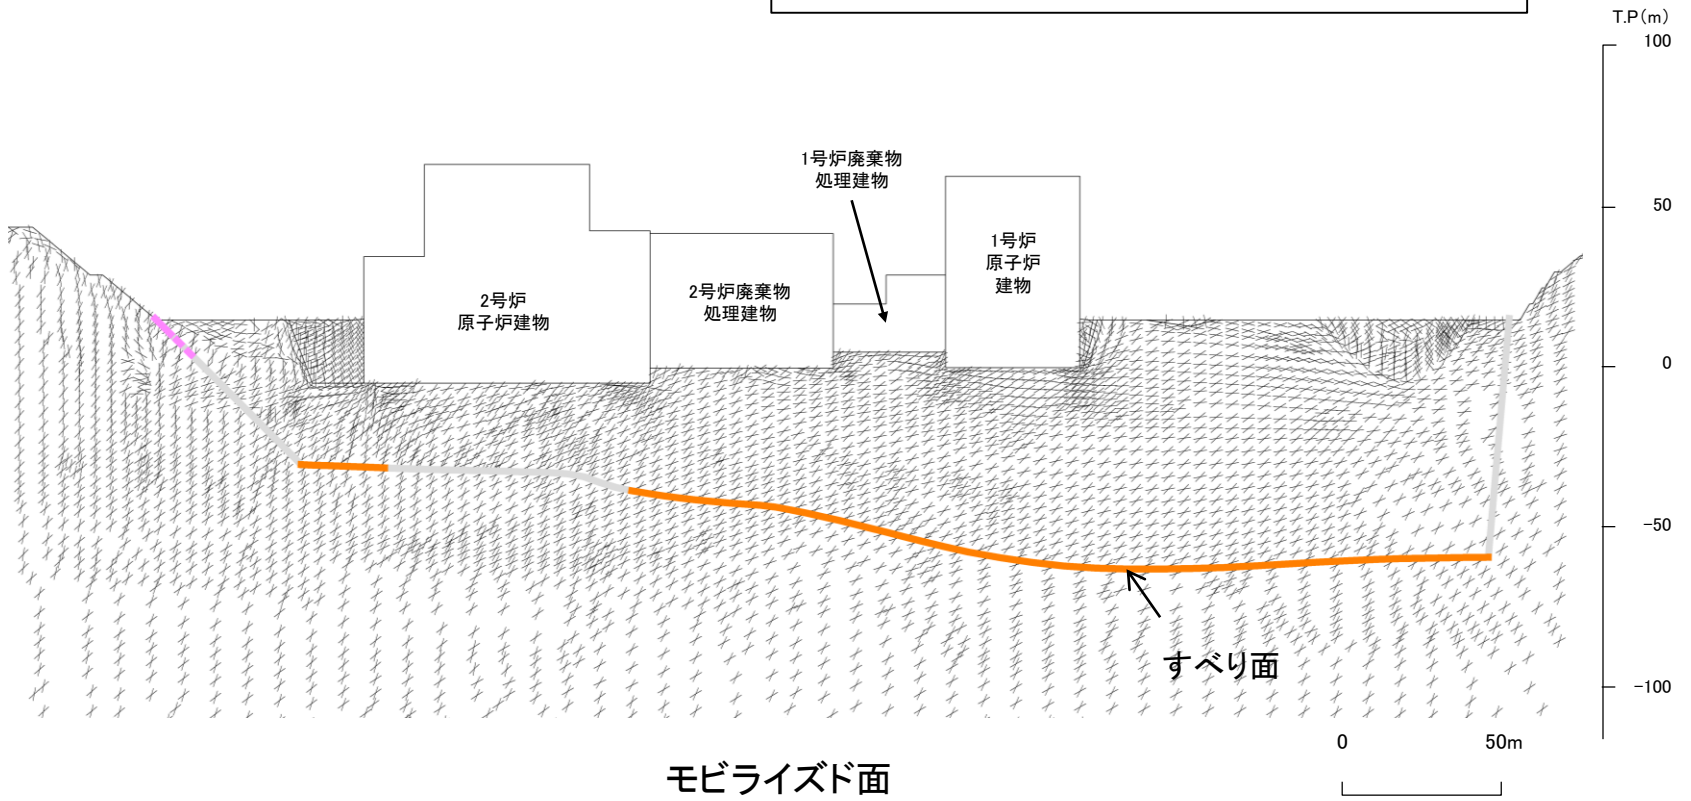 T.P(m)
100
50
0
-50
-100
1号炉廃棄物
処理建物
1号炉
原子炉
建物
2号炉廃棄物
処理建物
2号炉
原子炉建物
すべり面
0 50m
モビライズド面